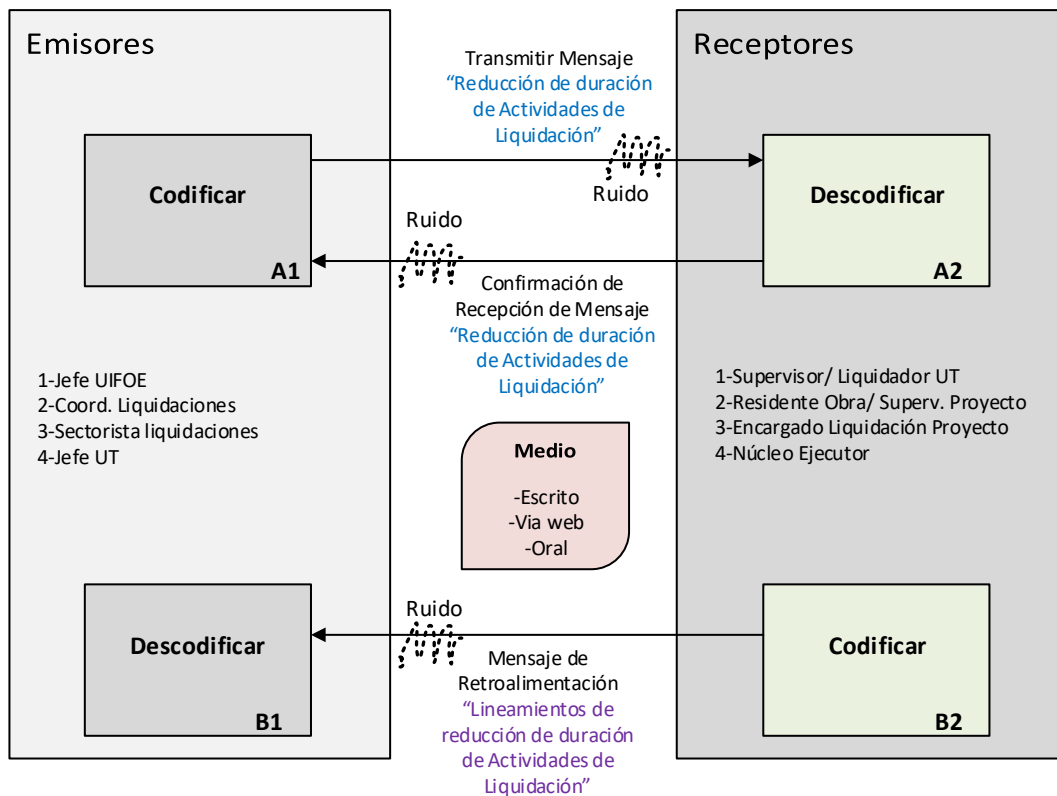 Emisores
Receptores
Transmitir Mensaje
“Reducción de duración
de Actividades de
Liquidación”
Codificar
A1
Descodificar
A2
Ruido
Ruido
Confirmación de
Recepción de Mensaje
“Reducción de duración
de Actividades de
Liquidación”
1-Jefe UIFOE
2-Coord. Liquidaciones
3-Sectorista liquidaciones
4-Jefe UT
1-Supervisor/ Liquidador UT
2-Residente Obra/ Superv. Proyecto
3-Encargado Liquidación Proyecto
4-Núcleo Ejecutor
Medio
-Escrito
-Via web
-Oral
Descodificar
B1
Ruido
Codificar
B2
Mensaje de
Retroalimentación
“Lineamientos de
reducción de duración
de Actividades de
Liquidación”